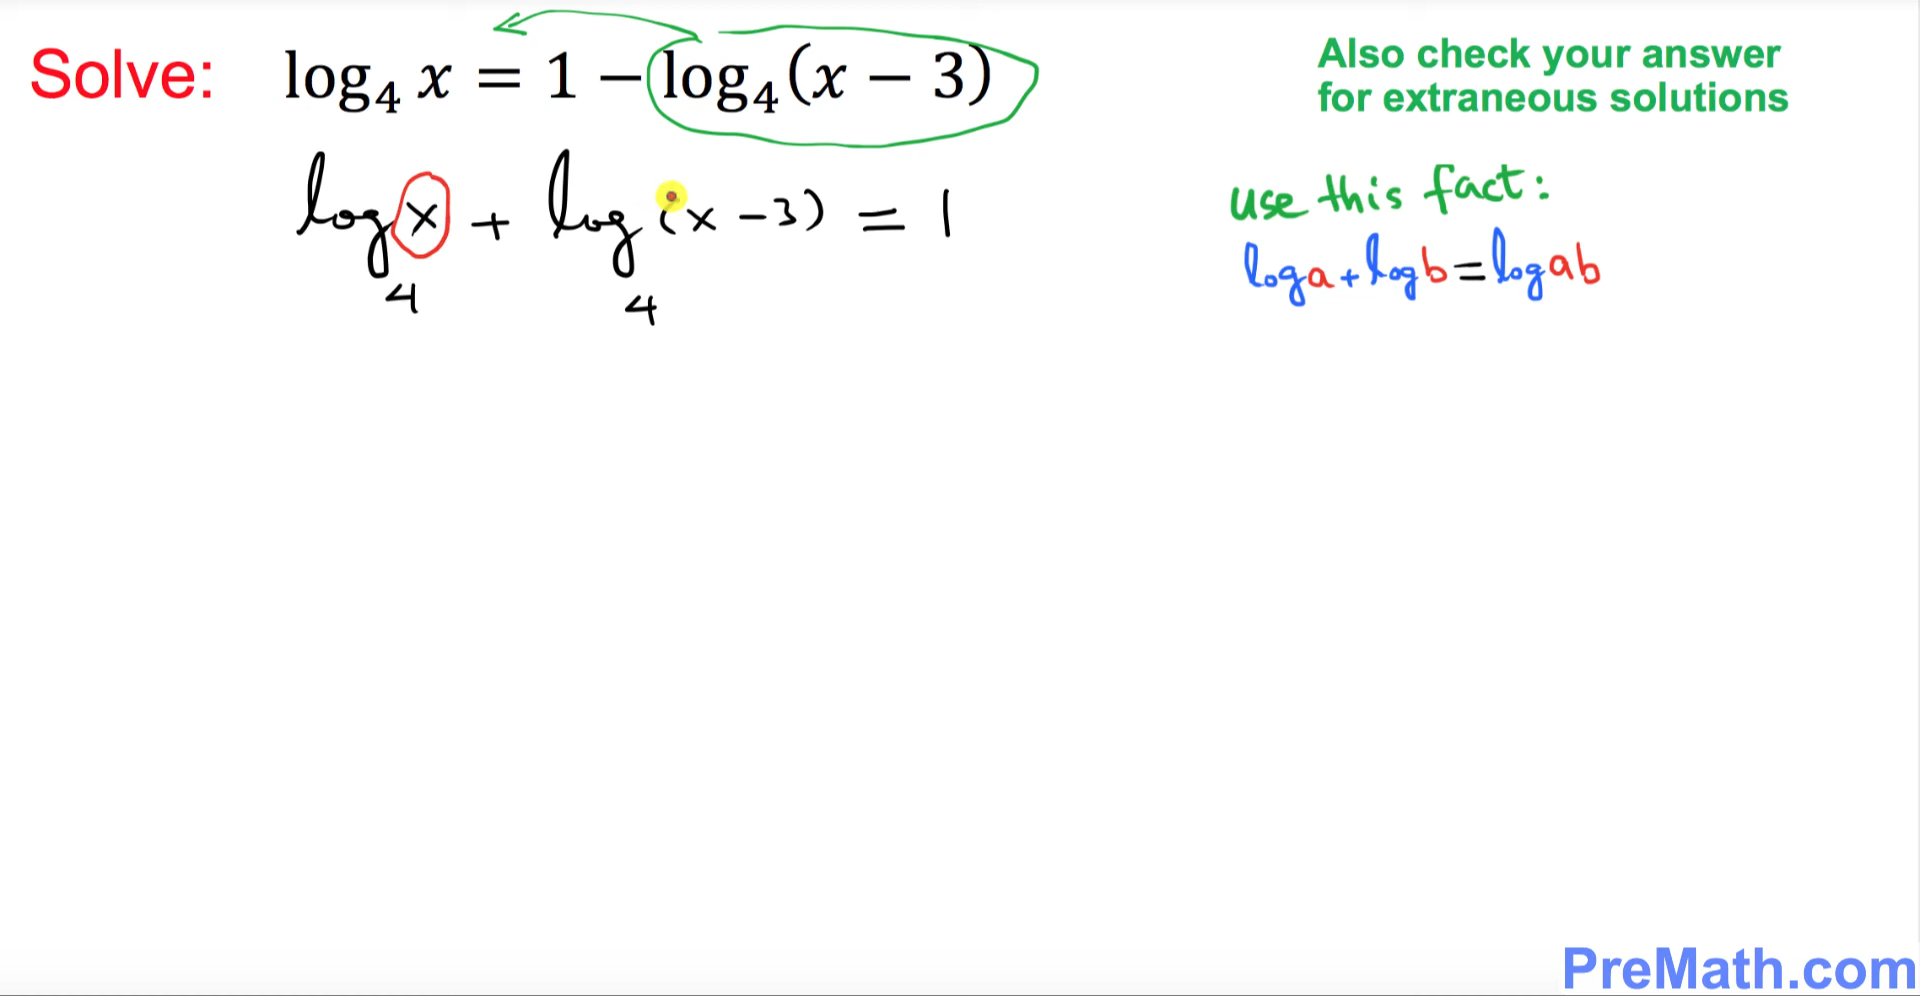 Solve: log₄ x = 1 − log₄(x − 3)
Also check your answer
for extraneous solutions
log₄ x + log₄ (x − 3) = 1
use this fact:
log a + log b = log ab
PreMath.com